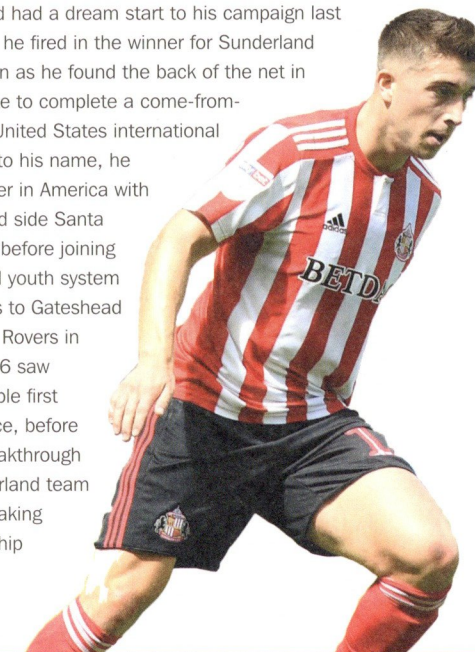 d had a dream start to his campaign last
he fired in the winner for Sunderland
n as he found the back of the net in
e to complete a come-from-
United States international
to his name, he
er in America with
d side Santa
before joining
l youth system
s to Gateshead
Rovers in
6 saw
ble first
ce, before
akthrough
rland team
aking
hip
adidas
BETDA
1